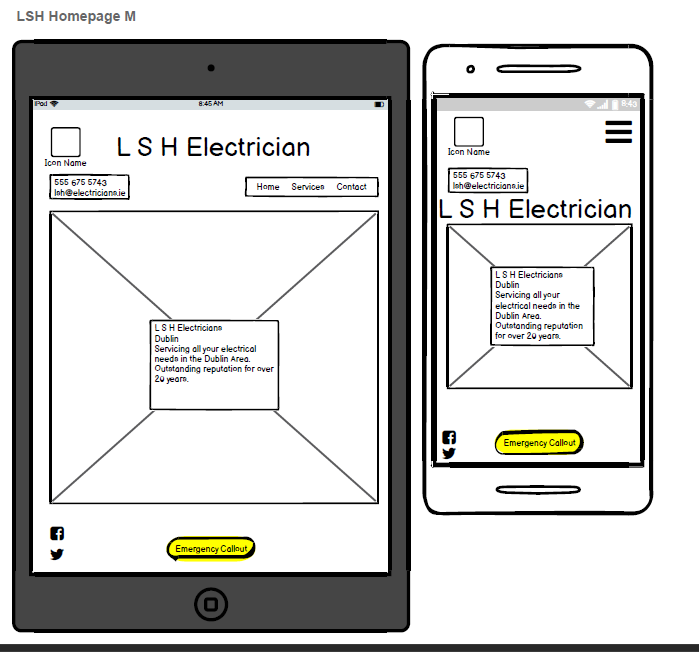 LSH Homepage M
iPad
8:45 AM
Icon Name
L S H Electrician
555 675 5743
lsh@electricians.ie
Home Services Contact
L S H Electricians
Dublin
Servicing all your electrical
needs in the Dublin Area.
Outstanding reputation for over
20 years.
Emergency Callout
8:45
Icon Name
555 675 5743
lsh@electricians.ie
L S H Electrician
L S H Electricians
Dublin
Servicing all your
electrical needs in the
Dublin Area.
Outstanding reputation
for over 20 years.
Emergency Callout